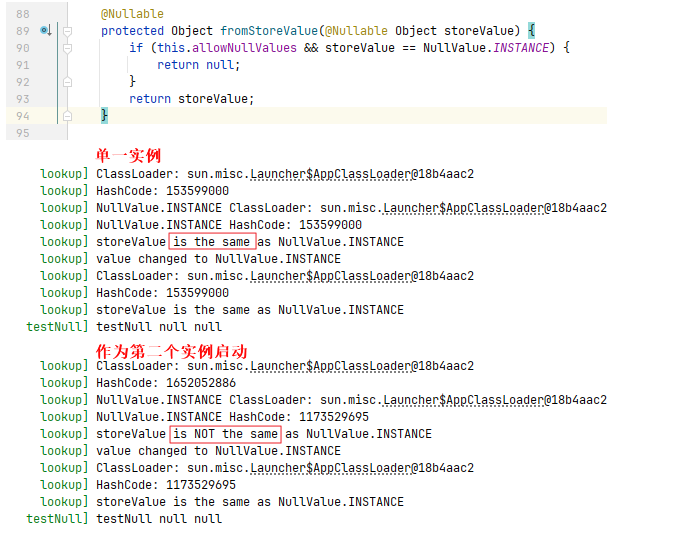 88 @Nullable
89 protected Object fromStoreValue(@Nullable Object storeValue) {
90 if (this.allowNullValues && storeValue == NullValue.INSTANCE) {
91 return null;
92 }
93 return storeValue;
94 }
95
单一实例
lookup] ClassLoader: sun.misc.Launcher$AppClassLoader@18b4aac2
lookup] HashCode: 153599000
lookup] NullValue.INSTANCE ClassLoader: sun.misc.Launcher$AppClassLoader@18b4aac2
lookup] NullValue.INSTANCE HashCode: 153599000
lookup] storeValue is the same as NullValue.INSTANCE
lookup] value changed to NullValue.INSTANCE
lookup] ClassLoader: sun.misc.Launcher$AppClassLoader@18b4aac2
lookup] HashCode: 153599000
lookup] storeValue is the same as NullValue.INSTANCE
testNull] testNull null null
作为第二个实例启动
lookup] ClassLoader: sun.misc.Launcher$AppClassLoader@18b4aac2
lookup] HashCode: 1652052886
lookup] NullValue.INSTANCE ClassLoader: sun.misc.Launcher$AppClassLoader@18b4aac2
lookup] NullValue.INSTANCE HashCode: 1173529695
lookup] storeValue is NOT the same as NullValue.INSTANCE
lookup] value changed to NullValue.INSTANCE
lookup] ClassLoader: sun.misc.Launcher$AppClassLoader@18b4aac2
lookup] HashCode: 1173529695
lookup] storeValue is the same as NullValue.INSTANCE
testNull] testNull null null